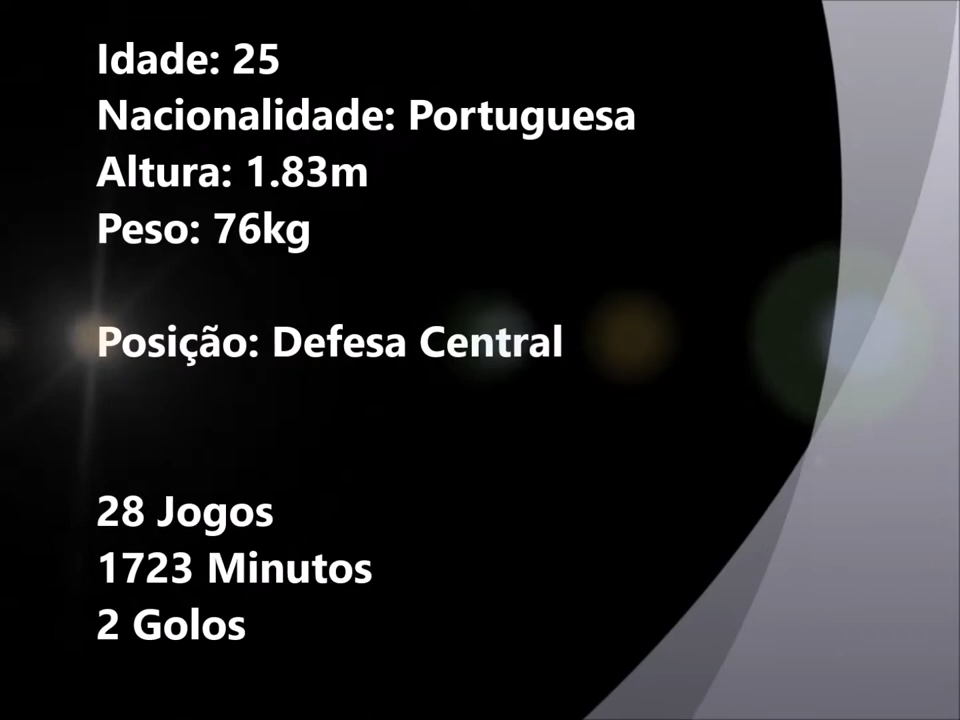 Idade: 25
Nacionalidade: Portuguesa
Altura: 1.83m
Peso: 76kg
Posição: Defesa Central
28 Jogos
1723 Minutos
2 Golos